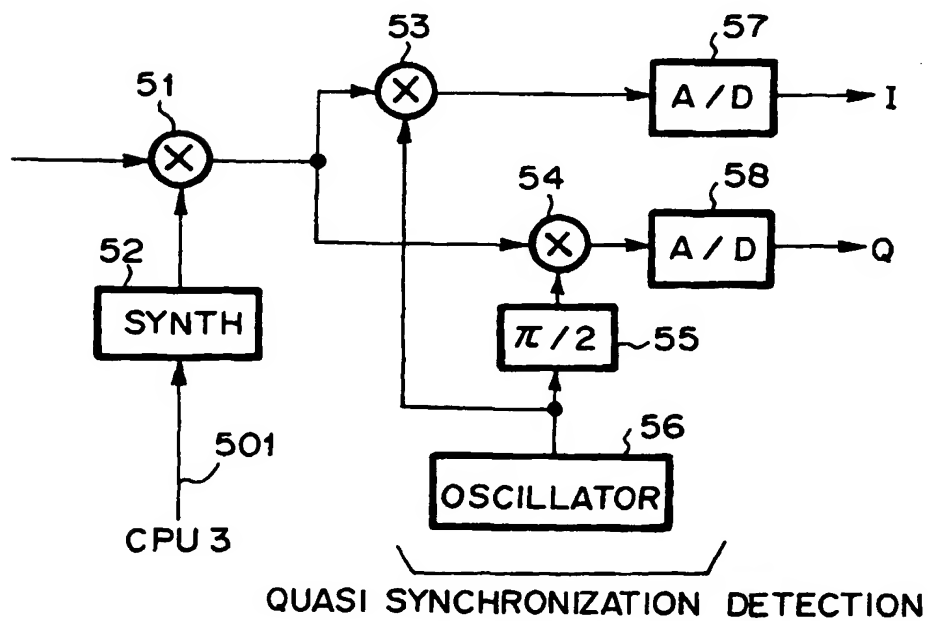 53
57
A/D
I
51
54
58
A/D
Q
52
SYNTH
π/2
55
501
56
OSCILLATOR
CPU 3
QUASI SYNCHRONIZATION DETECTION